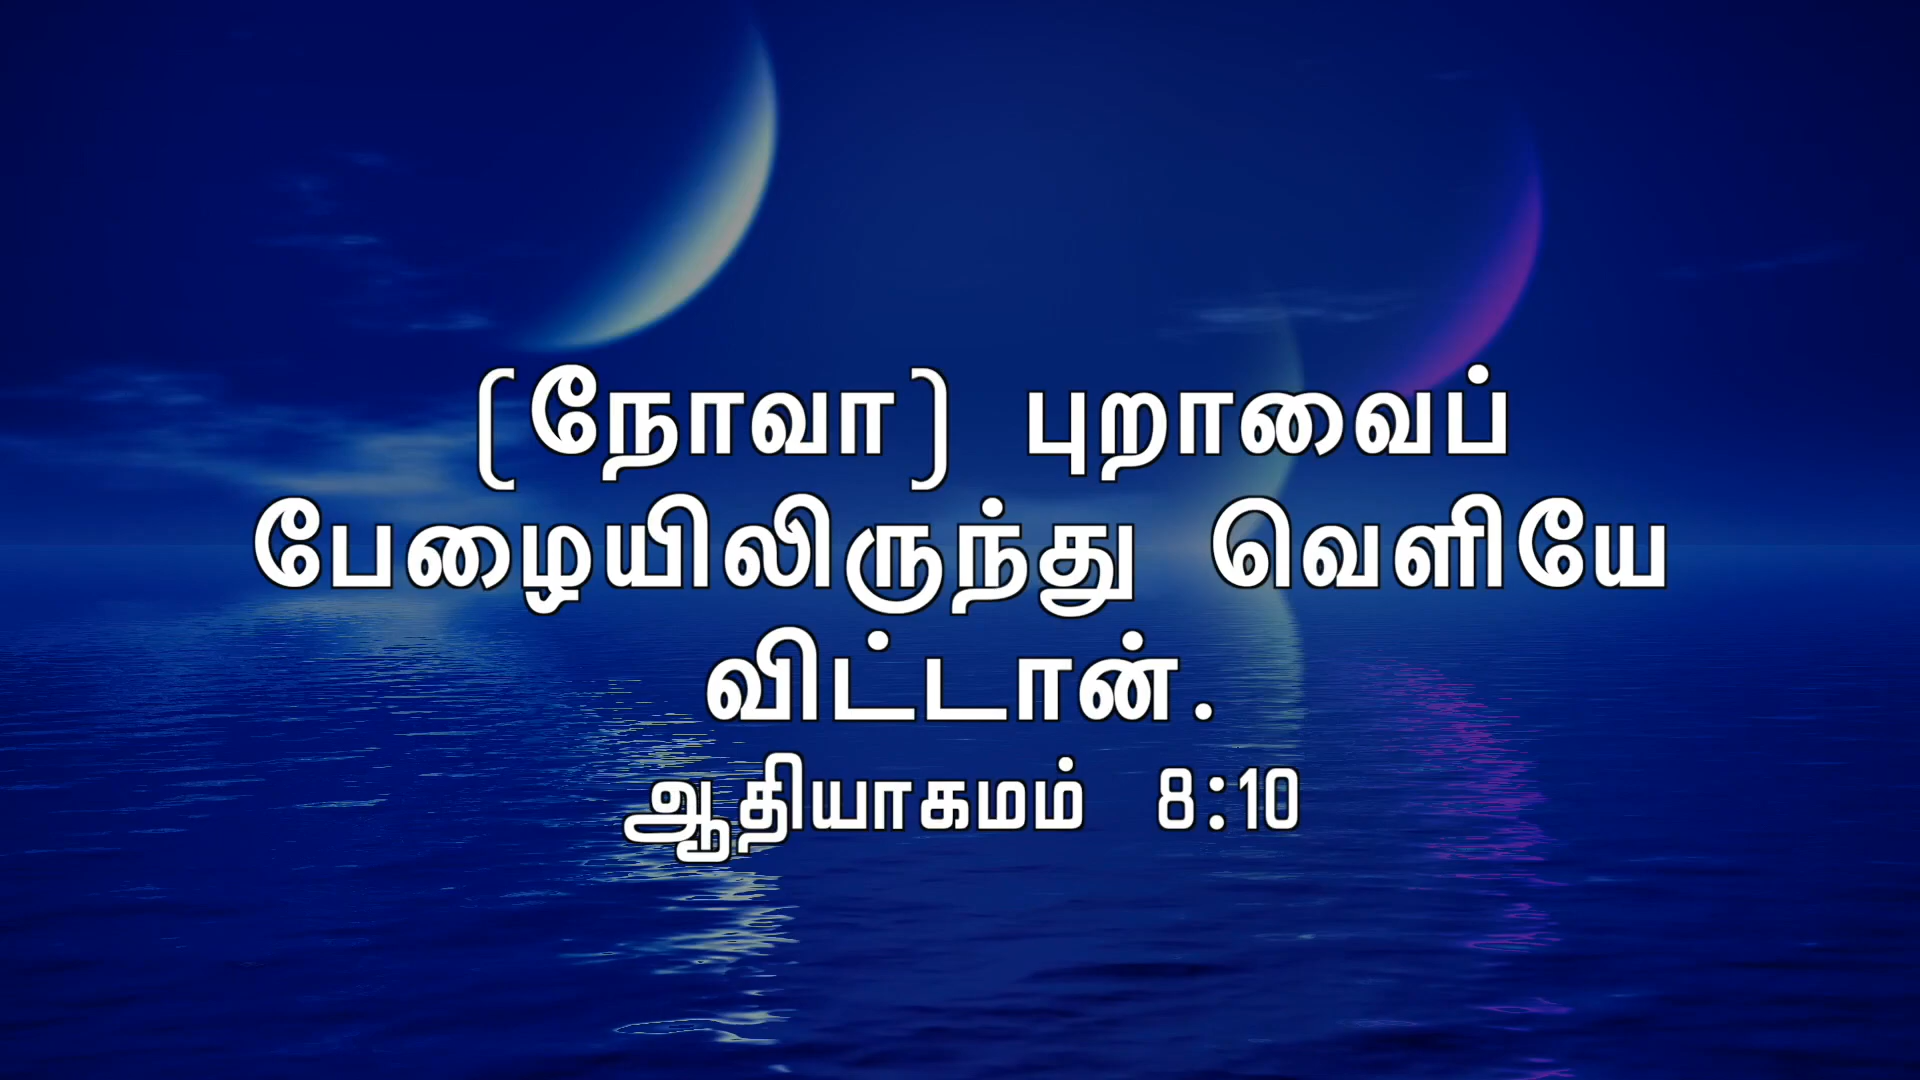 (நோவா) புறாவைப்
பேழையிலிருந்து வெளியே
விட்டான்.
ஆதியாகமம் 8:10